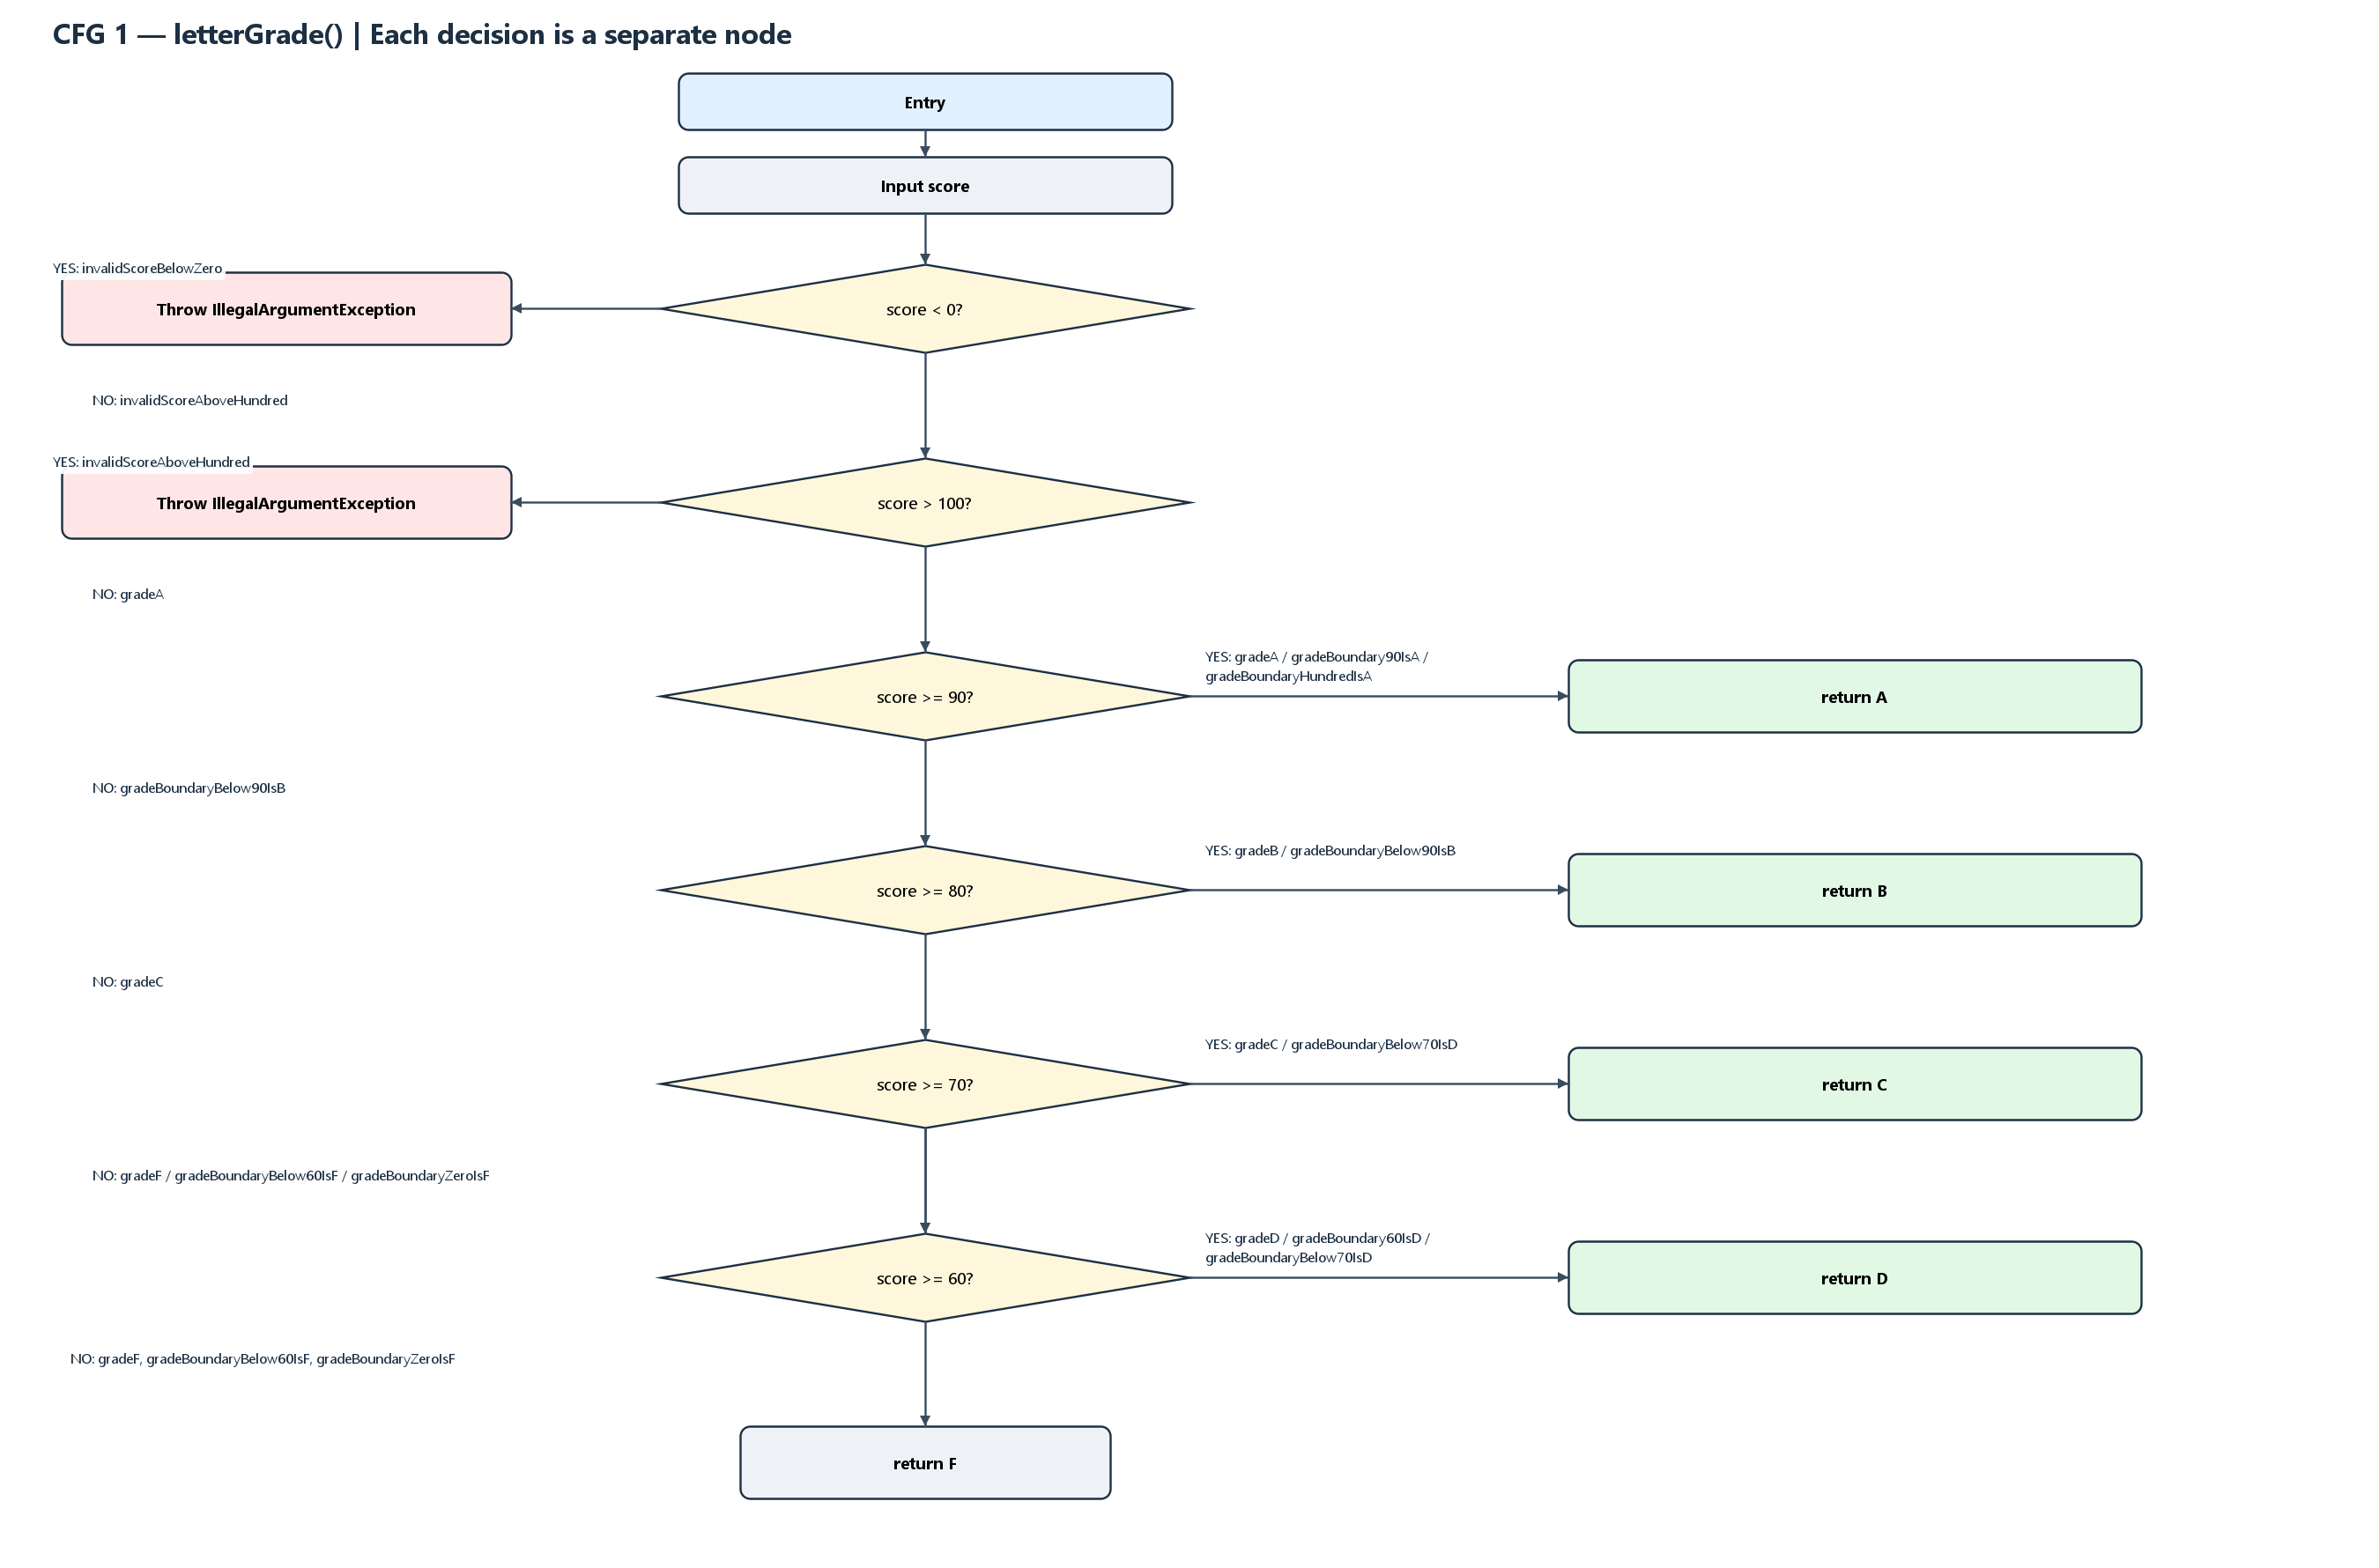 CFG 1 — letterGrade() | Each decision is a separate node
Entry
Input score
YES: invalidScoreBelowZero
Throw IllegalArgumentException
score < 0?
NO: invalidScoreAboveHundred
YES: invalidScoreAboveHundred
Throw IllegalArgumentException
score > 100?
NO: gradeA
YES: gradeA / gradeBoundary90IsA /
gradeBoundaryHundredIsA
score >= 90?
return A
NO: gradeBoundaryBelow90IsB
YES: gradeB / gradeBoundaryBelow90IsB
score >= 80?
return B
NO: gradeC
YES: gradeC / gradeBoundaryBelow70IsD
score >= 70?
return C
NO: gradeF / gradeBoundaryBelow60IsF / gradeBoundaryZeroIsF
YES: gradeD / gradeBoundary60IsD /
gradeBoundaryBelow70IsD
score >= 60?
return D
NO: gradeF, gradeBoundaryBelow60IsF, gradeBoundaryZeroIsF
return F